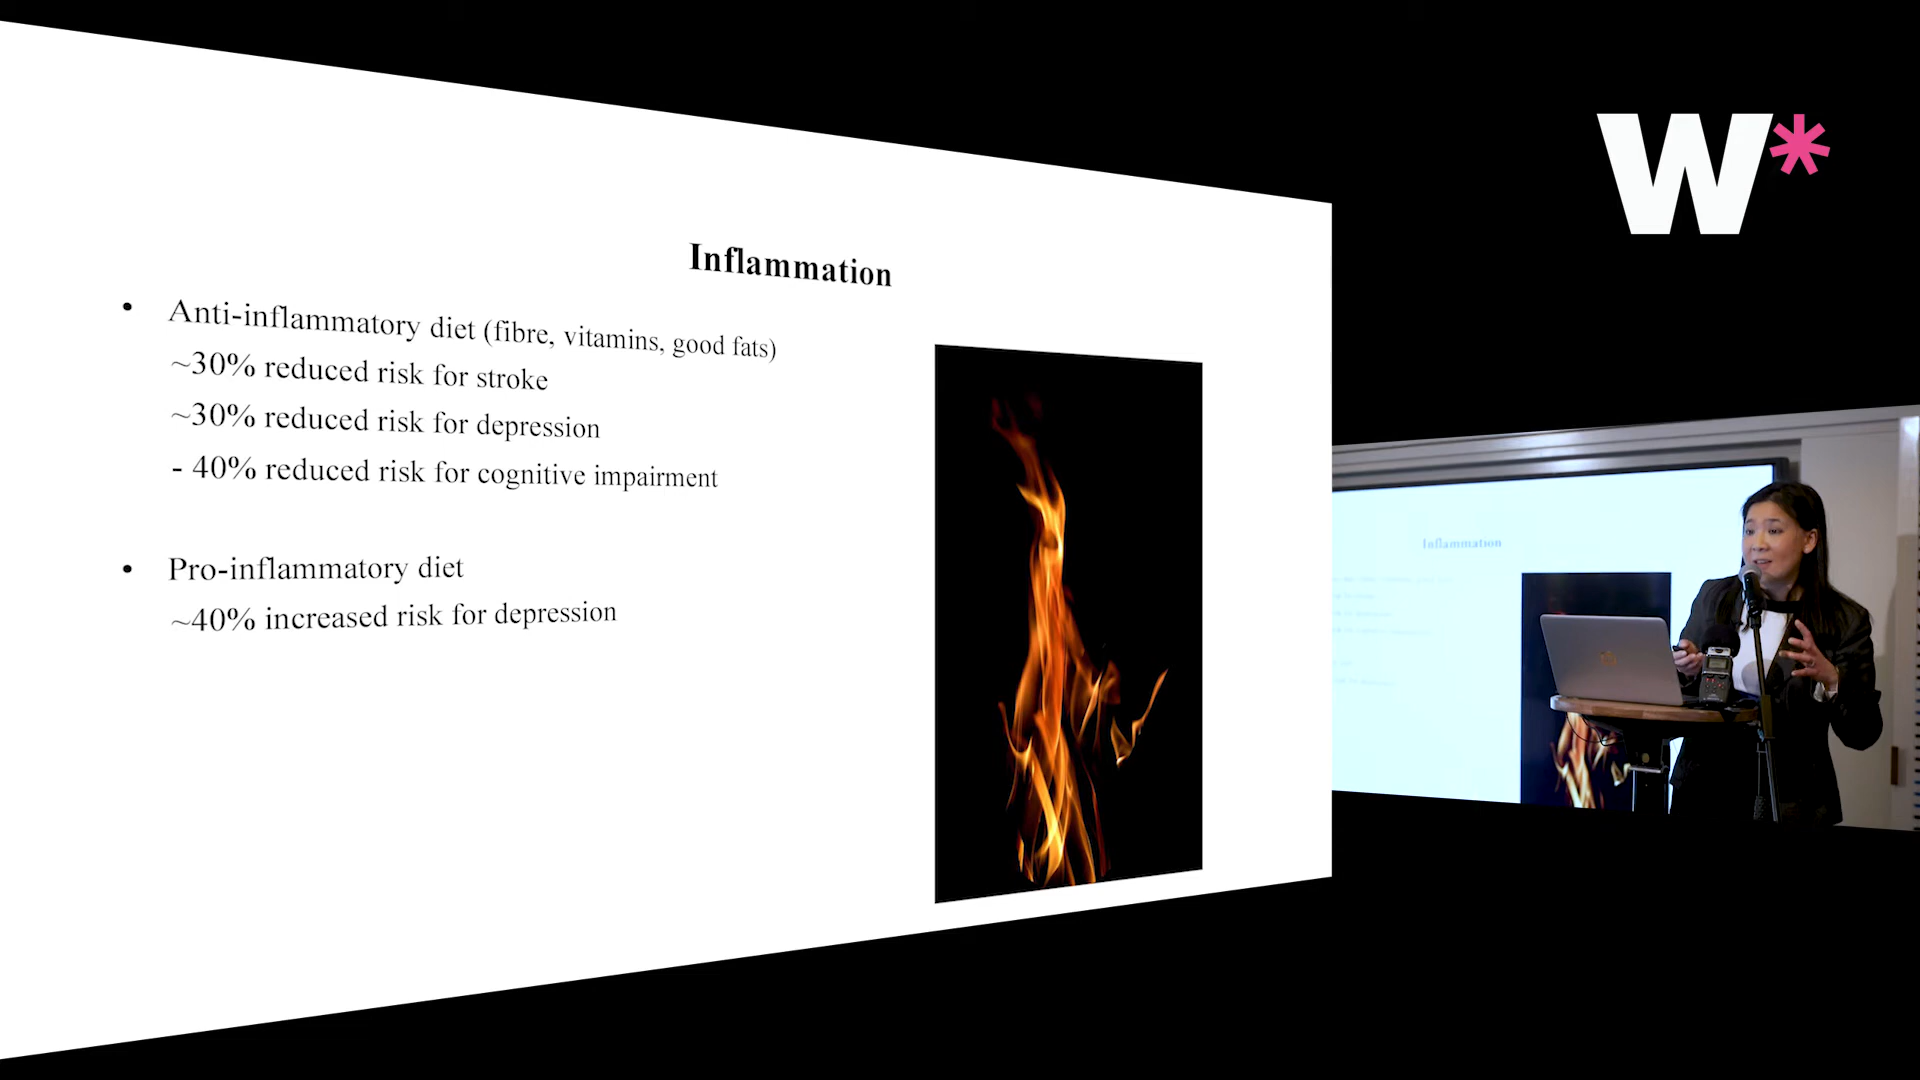 W*
Inflammation
• Anti-inflammatory diet (fibre, vitamins, good fats)
~30% reduced risk for stroke
~30% reduced risk for depression
- 40% reduced risk for cognitive impairment
• Pro-inflammatory diet
~40% increased risk for depression
Inflammation